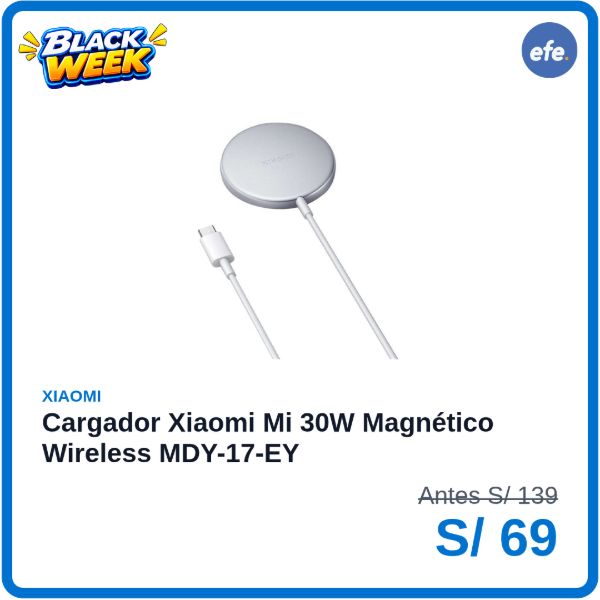 BLACK
WEEK
efe.
XIAOMI
Cargador Xiaomi Mi 30W Magnético
Wireless MDY-17-EY
Antes S/ 139
S/ 69